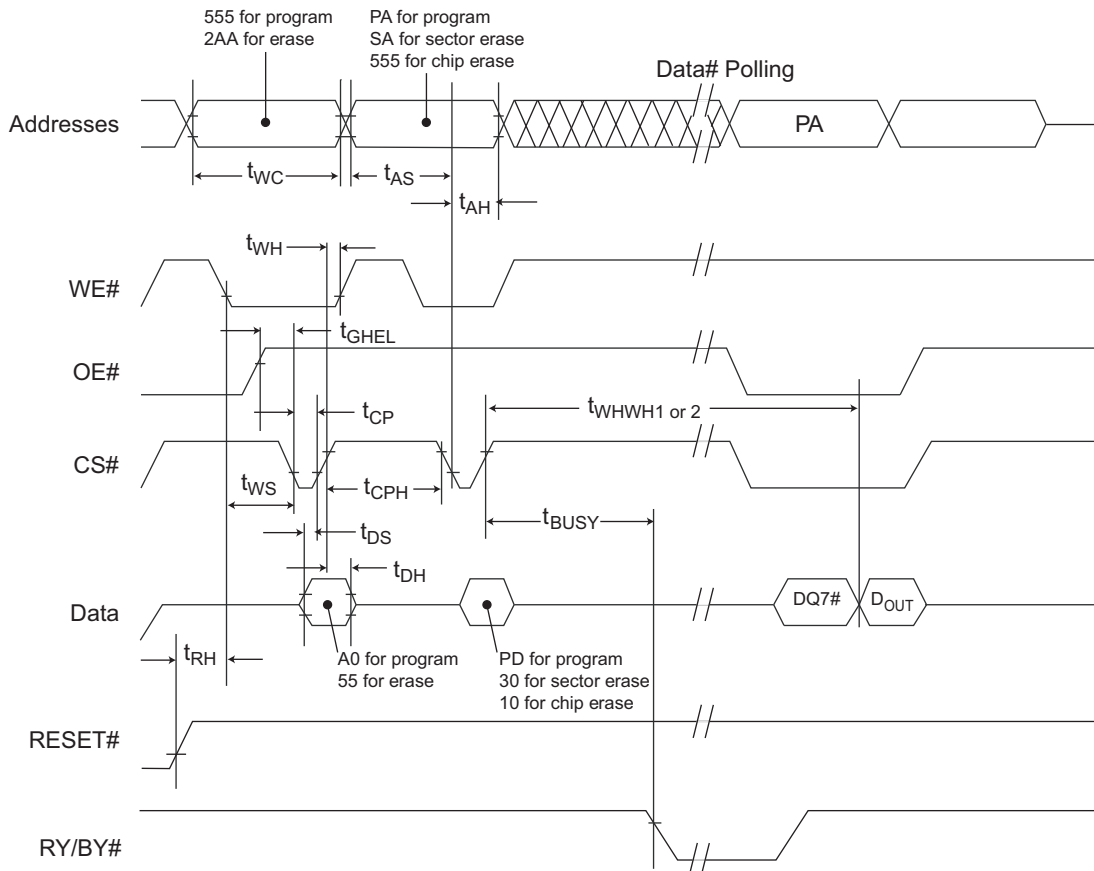 555 for program
2AA for erase
PA for program
SA for sector erase
555 for chip erase
Data# Polling
Addresses
PA
tWC
tAS
tAH
tWH
WE#
tGHEL
OE#
tWHWH1 or 2
tCP
CS#
tWS
tCPH
tBUSY
tDS
tDH
Data
DQ7#
DOUT
tRH
A0 for program
55 for erase
PD for program
30 for sector erase
10 for chip erase
RESET#
RY/BY#